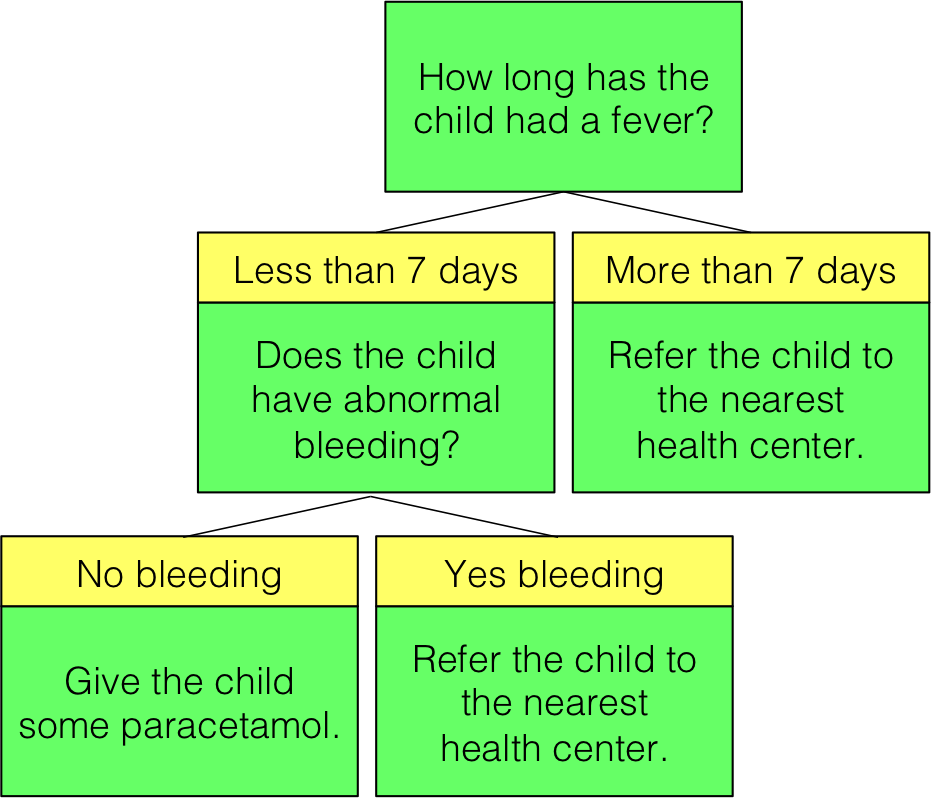 How long has the
child had a fever?
Less than 7 days
Does the child
have abnormal
bleeding?
More than 7 days
Refer the child to
the nearest
health center.
No bleeding
Give the child
some paracetamol.
Yes bleeding
Refer the child to
the nearest
health center.